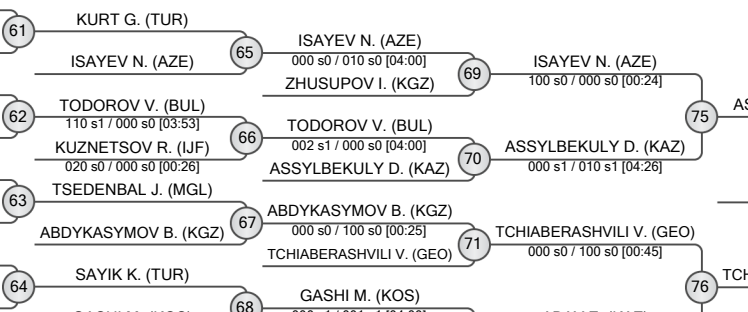 61
KURT G. (TUR)
ISAYEV N. (AZE)
62
TODOROV V. (BUL)
110 s1 / 000 s0 [03:53]
KUZNETSOV R. (IJF)
020 s0 / 000 s0 [00:26]
63
TSEDENBAL J. (MGL)
ABDYKASYMOV B. (KGZ)
64
SAYIK K. (TUR)
65
ISAYEV N. (AZE)
000 s0 / 010 s0 [04:00]
ZHUSUPOV I. (KGZ)
66
TODOROV V. (BUL)
002 s1 / 000 s0 [04:00]
ASSYLBEKULY D. (KAZ)
67
ABDYKASYMOV B. (KGZ)
000 s0 / 100 s0 [00:25]
TCHIABERASHVILI V. (GEO)
68
GASHI M. (KOS)
69
ISAYEV N. (AZE)
100 s0 / 000 s0 [00:24]
70
ASSYLBEKULY D. (KAZ)
000 s1 / 010 s1 [04:26]
71
TCHIABERASHVILI V. (GEO)
000 s0 / 100 s0 [00:45]
75
76